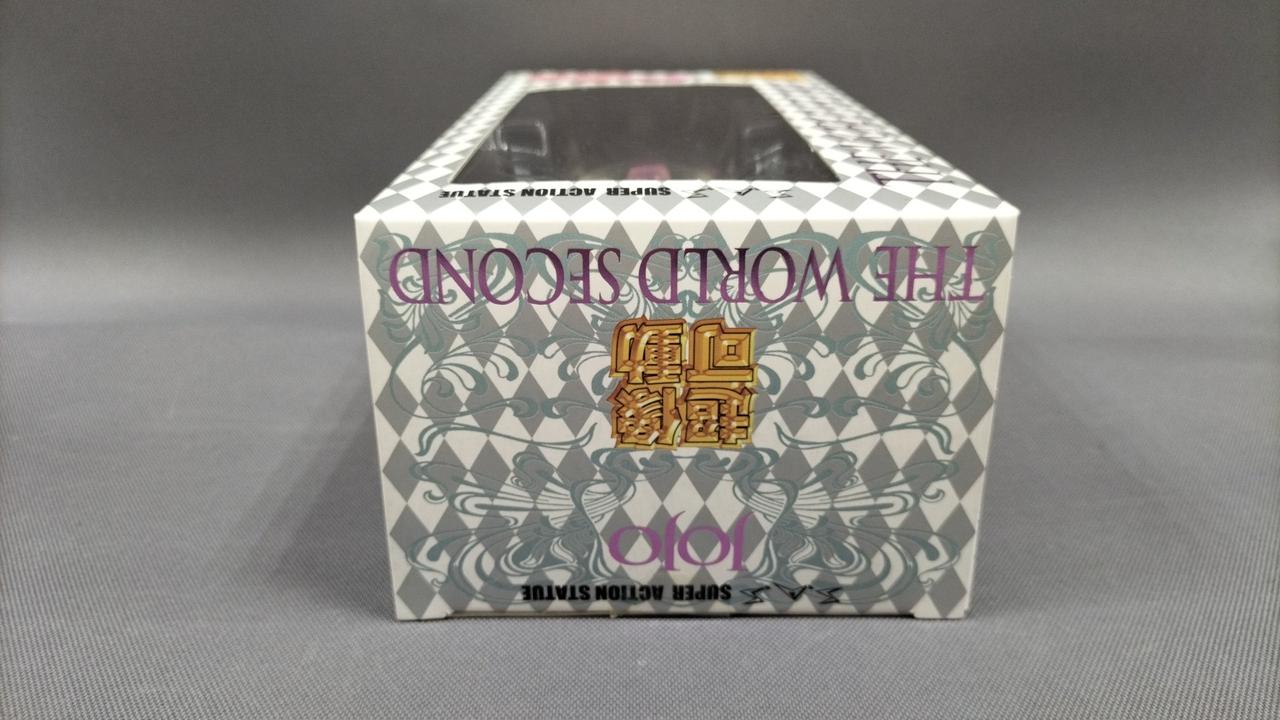 S.A.S SUPER ACTION STATUE
JoJo
超像
可動
THE WORLD SECOND
S.A.S SUPER ACTION STATUE